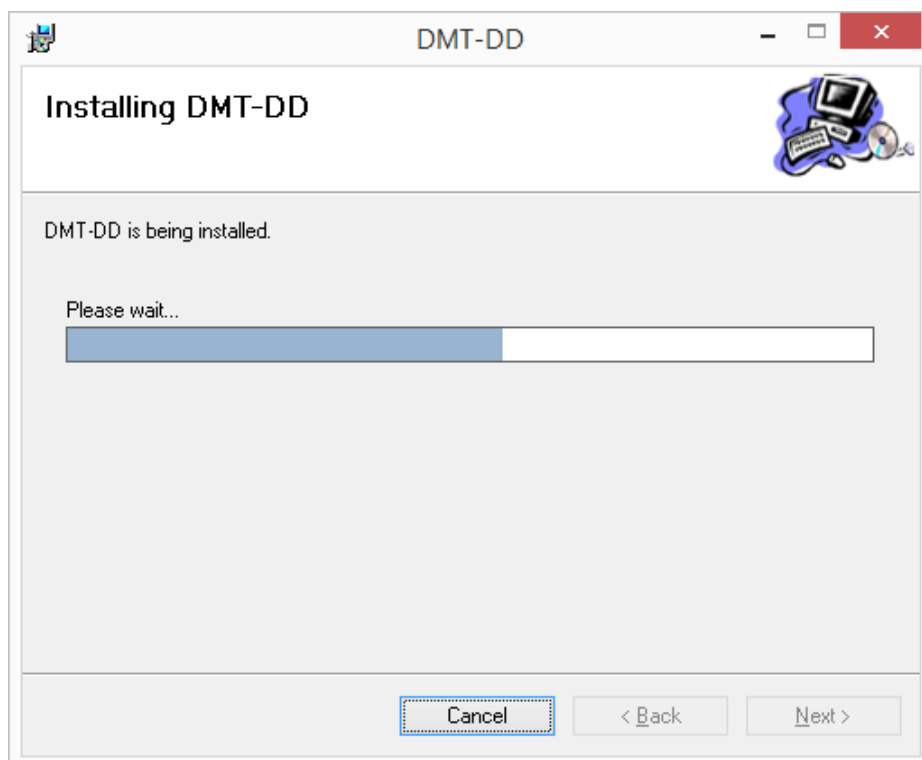 DMT-DD
Installing DMT-DD
DMT-DD is being installed.
Please wait...
Cancel
< Back
Next >